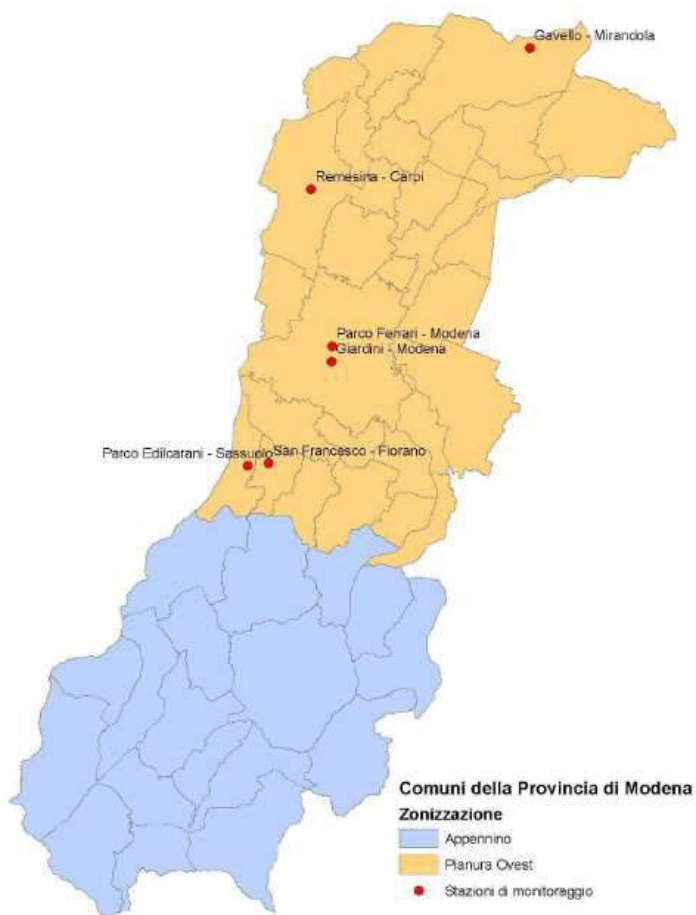 Gavello - Mirandola
Remesina - Carpi
Parco Ferrari - Modena
Giardini - Modena
Parco Edilcarani - Sassuolo
San Francesco - Fiorano
Comuni della Provincia di Modena
Zonizzazione
Appennino
Pianura Ovest
Stazioni di monitoraggio